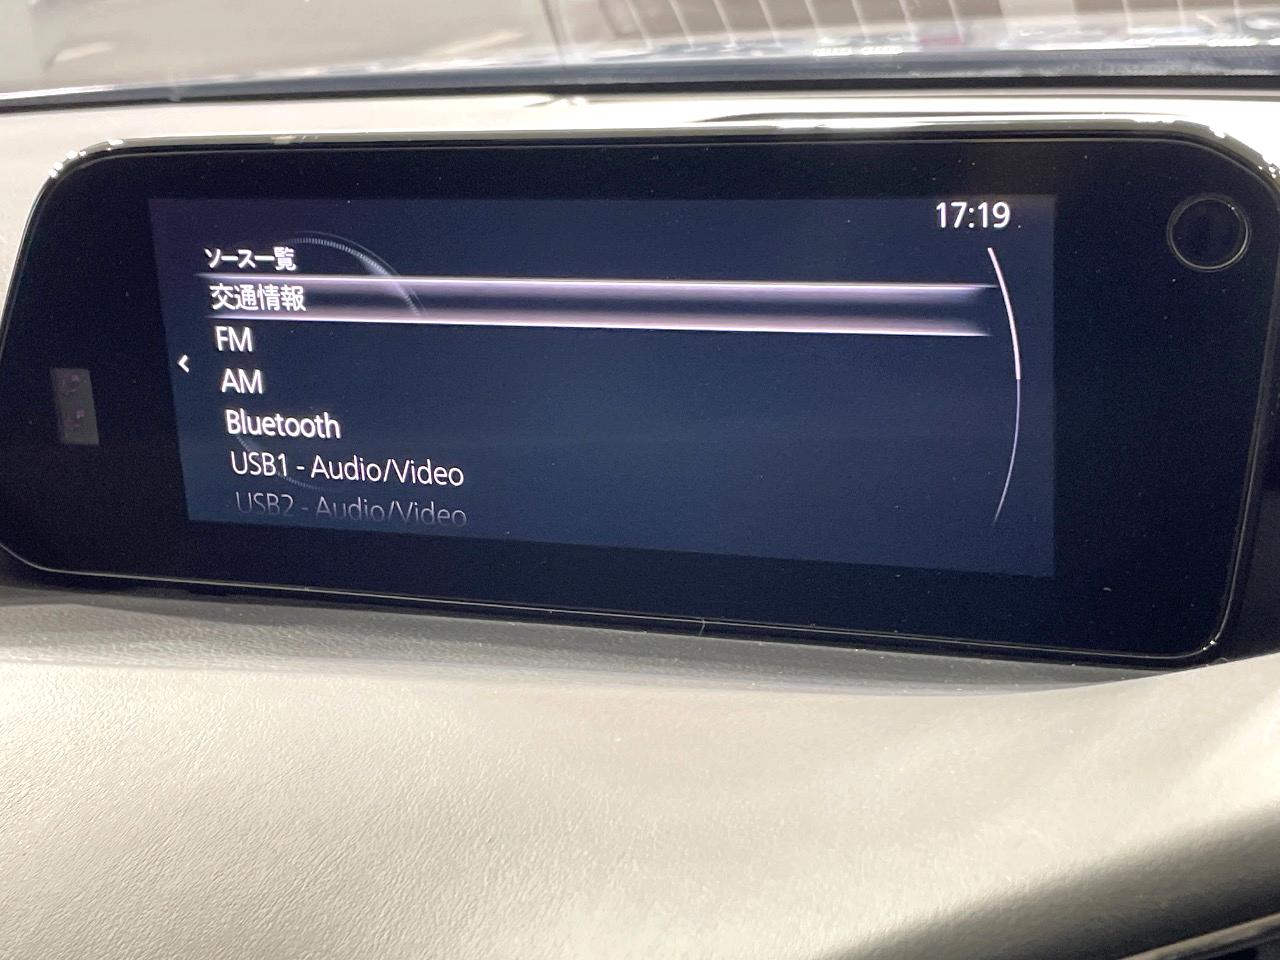 17:19
ソース一覧
交通情報
FM
AM
Bluetooth
USB1 - Audio/Video
USB2 - Audio/Video